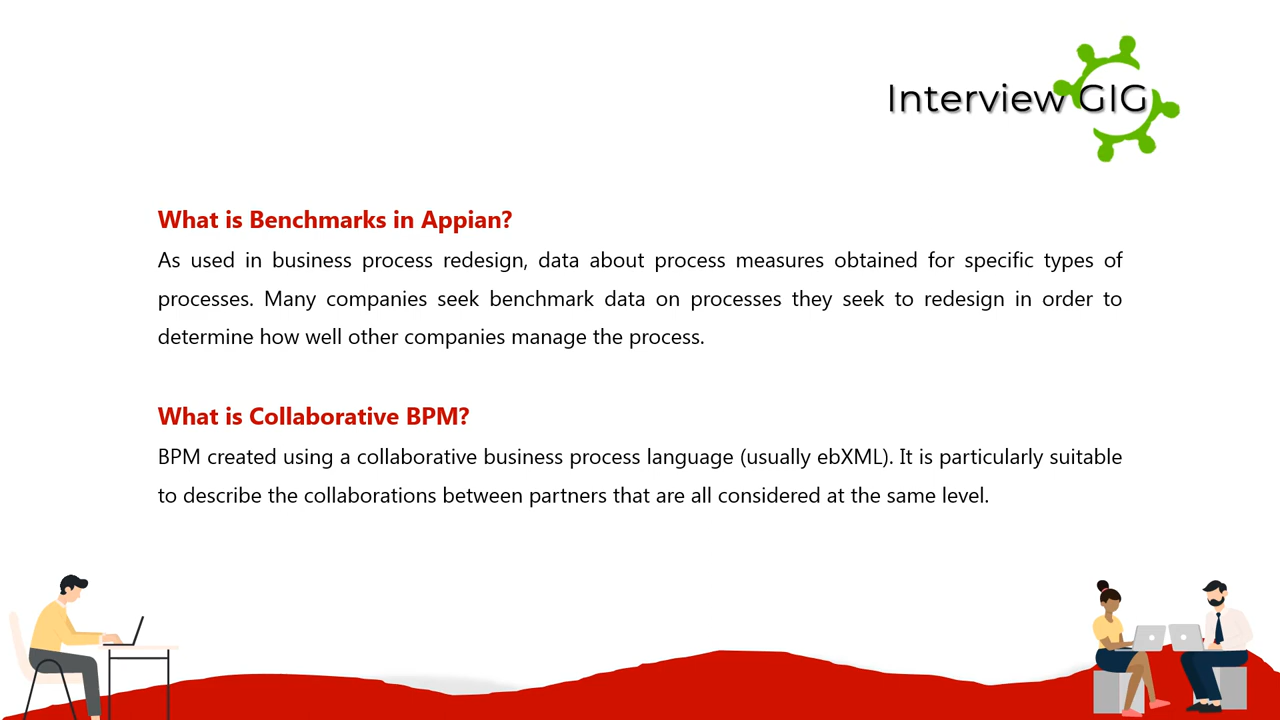 Interview GIG
What is Benchmarks in Appian?
As used in business process redesign, data about process measures obtained for specific types of
processes. Many companies seek benchmark data on processes they seek to redesign in order to
determine how well other companies manage the process.
What is Collaborative BPM?
BPM created using a collaborative business process language (usually ebXML). It is particularly suitable
to describe the collaborations between partners that are all considered at the same level.